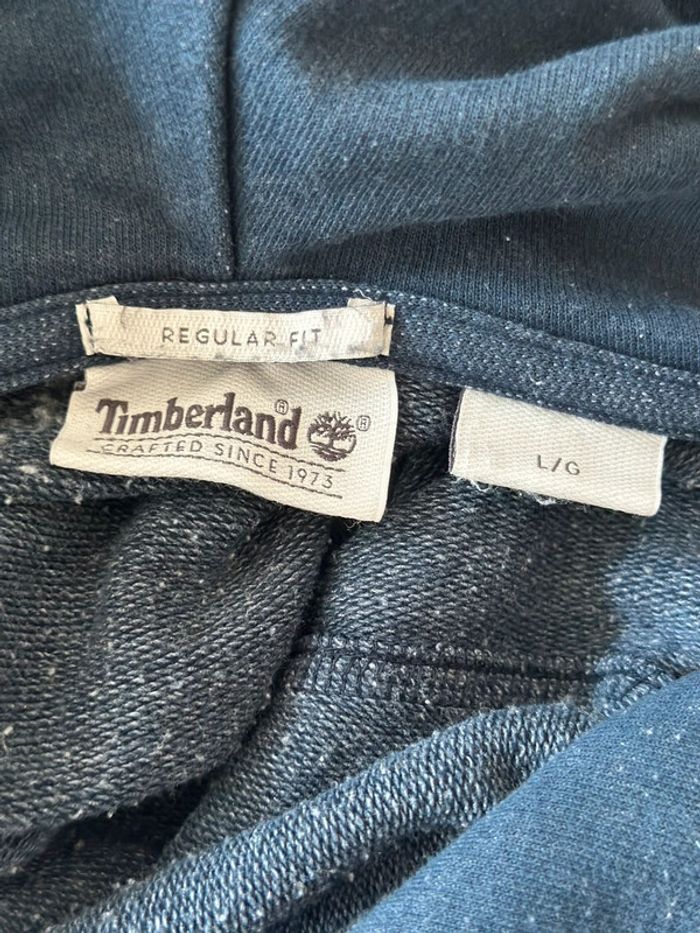 REGULAR FIT
Timberland® ®
CRAFTED SINCE 1973
L/G